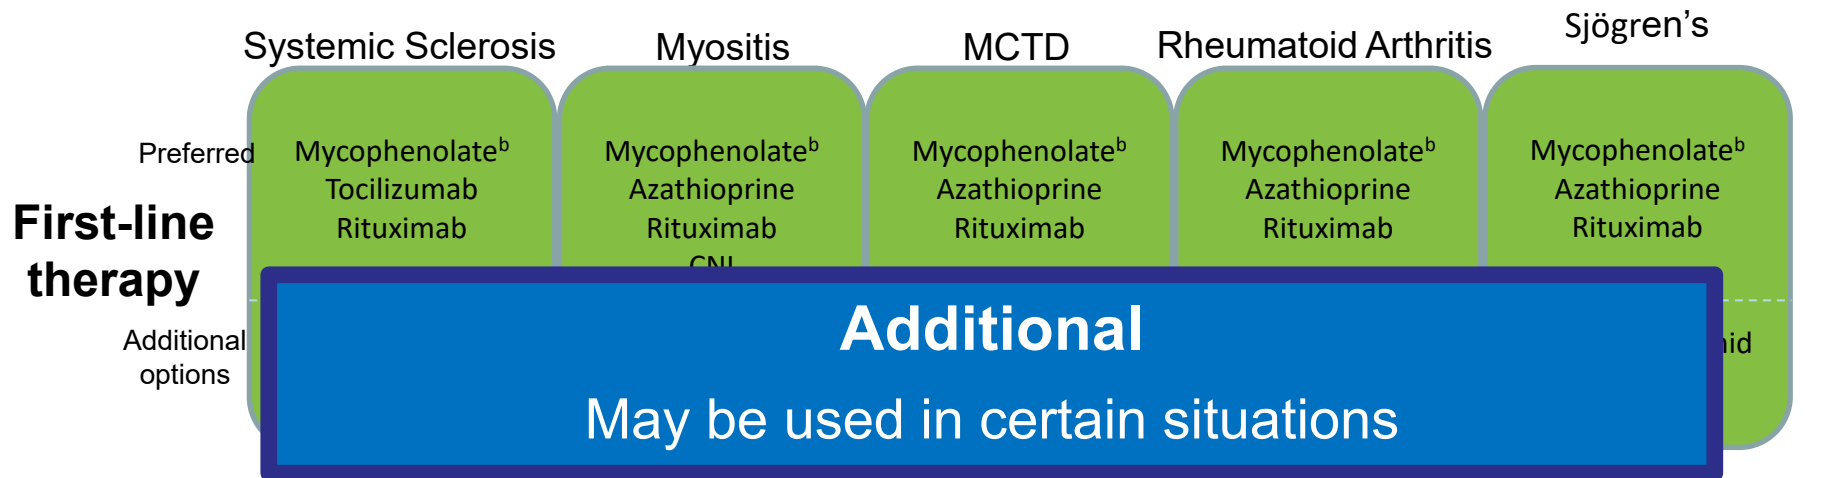 Systemic Sclerosis
Myositis
MCTD
Rheumatoid Arthritis
Sjögren's
First-line
therapy
Preferred
Mycophenolateᵇ
Tocilizumab
Rituximab
Mycophenolateᵇ
Azathioprine
Rituximab
Mycophenolateᵇ
Azathioprine
Rituximab
Mycophenolateᵇ
Azathioprine
Rituximab
Mycophenolateᵇ
Azathioprine
Rituximab
Additional
options
Additional
May be used in certain situations